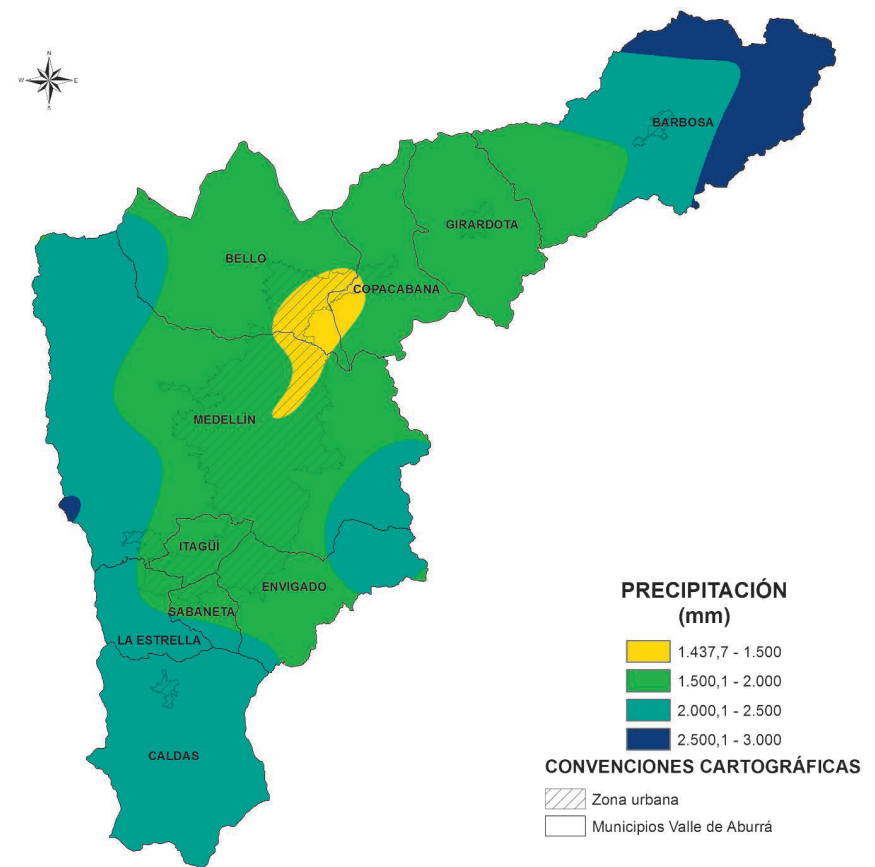 N
W E
S
BARBOSA
GIRARDOTA
BELLO
COPACABANA
MEDELLÍN
ITAGÜÍ
ENVIGADO
SABANETA
LA ESTRELLA
CALDAS
PRECIPITACIÓN
(mm)
1.437,7 - 1.500
1.500,1 - 2.000
2.000,1 - 2.500
2.500,1 - 3.000
CONVENCIONES CARTOGRÁFICAS
Zona urbana
Municipios Valle de Aburrá